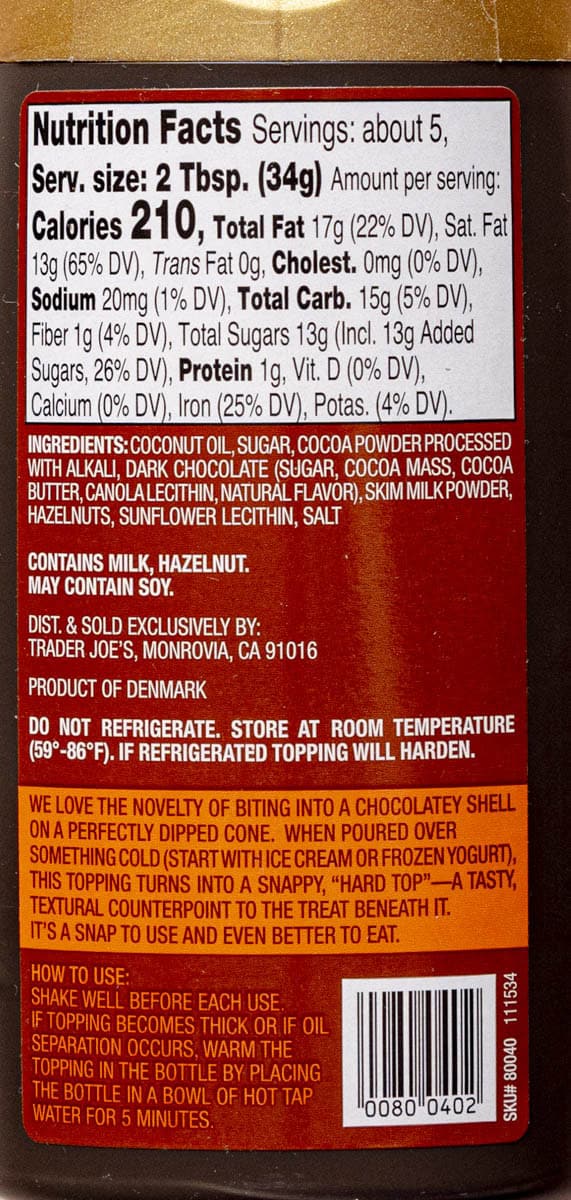 Nutrition Facts Servings: about 5,
Serv. size: 2 Tbsp. (34g) Amount per serving:
Calories 210, Total Fat 17g (22% DV), Sat. Fat
13g (65% DV), Trans Fat 0g, Cholest. 0mg (0% DV),
Sodium 20mg (1% DV), Total Carb. 15g (5% DV),
Fiber 1g (4% DV), Total Sugars 13g (Incl. 13g Added
Sugars, 26% DV), Protein 1g, Vit. D (0% DV),
Calcium (0% DV), Iron (25% DV), Potas. (4% DV).
INGREDIENTS: COCONUT OIL, SUGAR, COCOA POWDER PROCESSED
WITH ALKALI, DARK CHOCOLATE (SUGAR, COCOA MASS, COCOA
BUTTER, CANOLA LECITHIN, NATURAL FLAVOR), SKIM MILK POWDER,
HAZELNUTS, SUNFLOWER LECITHIN, SALT
CONTAINS MILK, HAZELNUT.
MAY CONTAIN SOY.
DIST. & SOLD EXCLUSIVELY BY:
TRADER JOE'S, MONROVIA, CA 91016
PRODUCT OF DENMARK
DO NOT REFRIGERATE. STORE AT ROOM TEMPERATURE
(59°-86°F). IF REFRIGERATED TOPPING WILL HARDEN.
WE LOVE THE NOVELTY OF BITING INTO A CHOCOLATEY SHELL
ON A PERFECTLY DIPPED CONE. WHEN POURED OVER
SOMETHING COLD (START WITH ICE CREAM OR FROZEN YOGURT),
THIS TOPPING TURNS INTO A SNAPPY, "HARD TOP"—A TASTY,
TEXTURAL COUNTERPOINT TO THE TREAT BENEATH IT.
IT'S A SNAP TO USE AND EVEN BETTER TO EAT.
HOW TO USE:
SHAKE WELL BEFORE EACH USE.
IF TOPPING BECOMES THICK OR IF OIL
SEPARATION OCCURS, WARM THE
TOPPING IN THE BOTTLE BY PLACING
THE BOTTLE IN A BOWL OF HOT TAP
WATER FOR 5 MINUTES.
0080 0402
SKU# 80040 111534